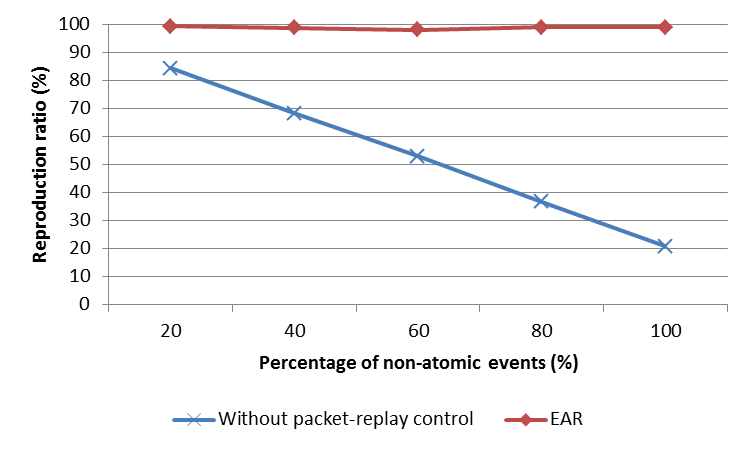 Reproduction ratio (%)
100
90
80
70
60
50
40
30
20
10
0
20 40 60 80 100
Percentage of non-atomic events (%)
Without packet-replay control EAR